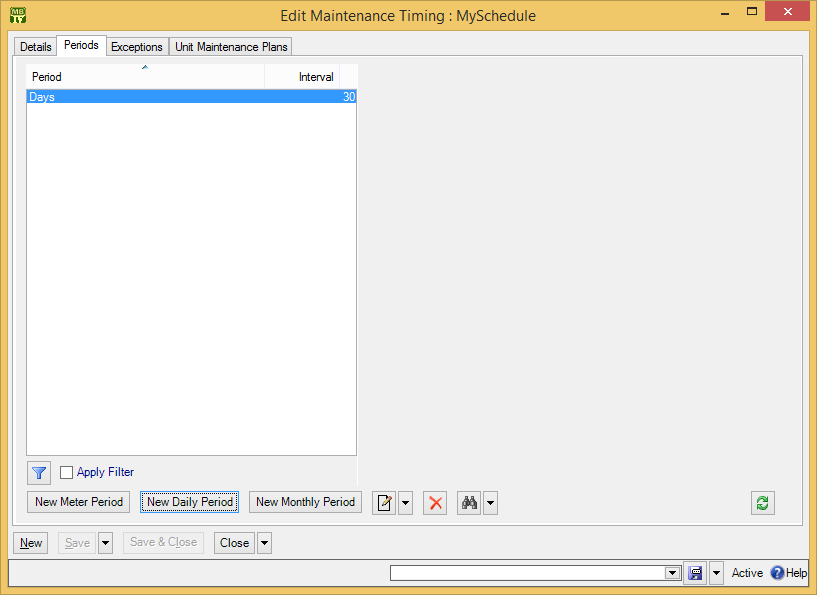 MB
Edit Maintenance Timing : MySchedule
Details Periods Exceptions Unit Maintenance Plans
Period Interval
Days 30
Apply Filter
New Meter Period New Daily Period New Monthly Period
New Save Save & Close Close
Active ? Help